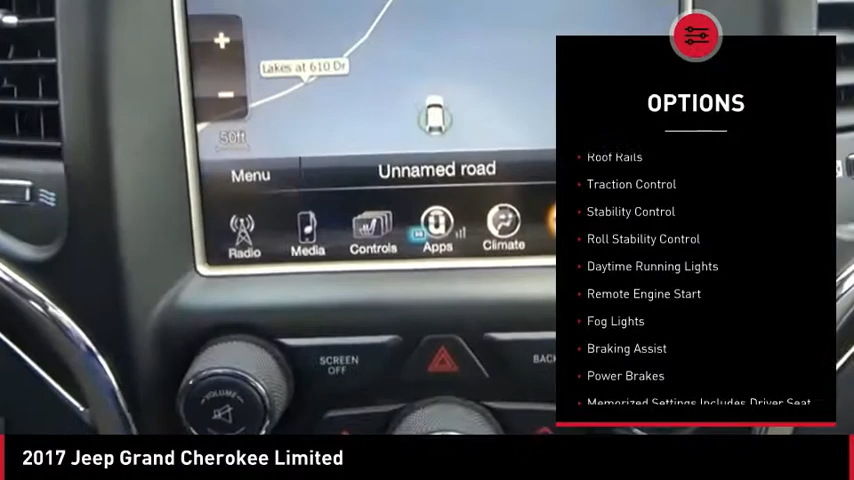 Lakes at 610 Dr
50ft
Menu
Unnamed road
Radio
Media
Controls
Apps
Climate
SCREEN
OFF
BACK
VOLUME
OPTIONS
Roof Rails
Traction Control
Stability Control
Roll Stability Control
Daytime Running Lights
Remote Engine Start
Fog Lights
Braking Assist
Power Brakes
Memorized Settings Includes Driver Seat
2017 Jeep Grand Cherokee Limited